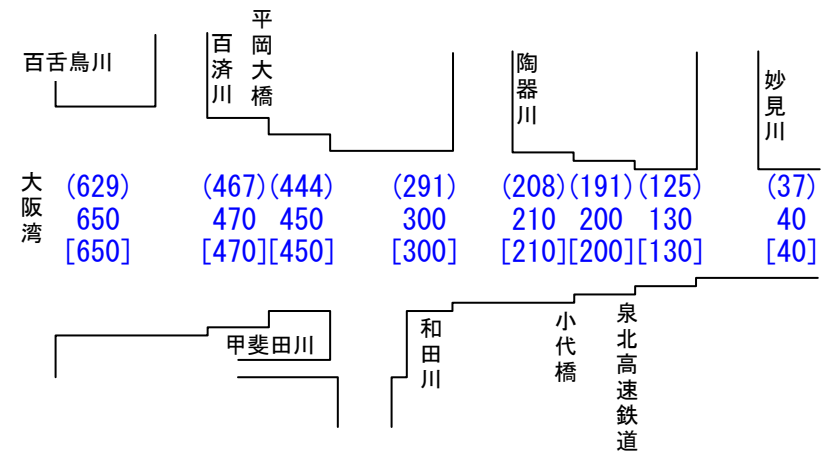 平岡大橋
百舌鳥川
百済川
陶器川
妙見川
大阪湾
(629) (467)(444) (291) (208)(191)(125) (37)
650 470 450 300 210 200 130 40
[650] [470][450] [300] [210][200][130] [40]
甲斐田川
和田川
小代橋
泉北高速鉄道